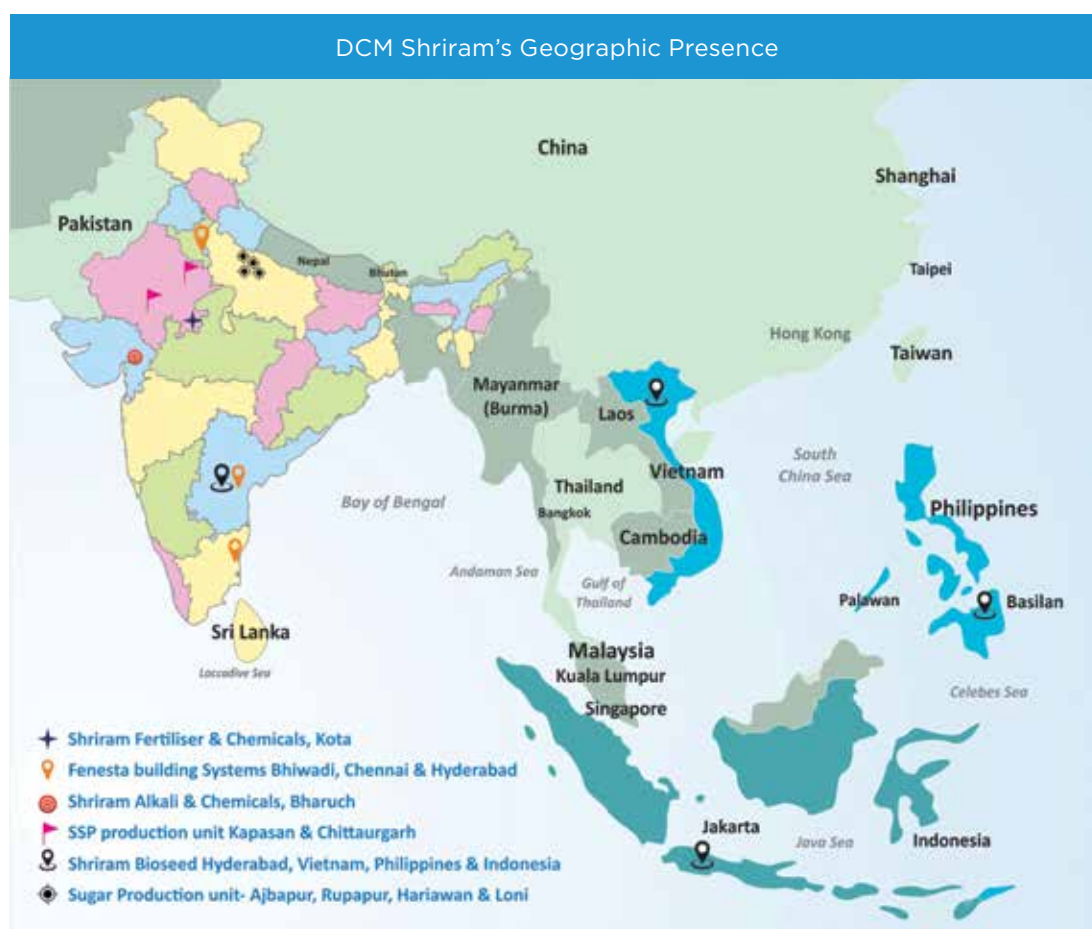 DCM Shriram's Geographic Presence
China
Shanghai
Pakistan
Nepal
Bhutan
Taipei
Hong Kong
Taiwan
Mayanmar
(Burma)
Laos
South
China Sea
Vietnam
Thailand
Bangkok
Bay of Bengal
Philippines
Cambodia
Andaman Sea
Gulf of
Thailand
Palawan
Basilan
Sri Lanka
Malaysia
Laccadive Sea
Kuala Lumpur
Celebes Sea
Singapore
Shriram Fertiliser & Chemicals, Kota
Fenesta building Systems Bhiwadi, Chennai & Hyderabad
Shriram Alkali & Chemicals, Bharuch
SSP production unit Kapasan & Chittaurgarh
Jakarta
Java Sea
Indonesia
Shriram Bioseed Hyderabad, Vietnam, Philippines & Indonesia
Sugar Production unit- Ajbapur, Rupapur, Hariawan & Loni